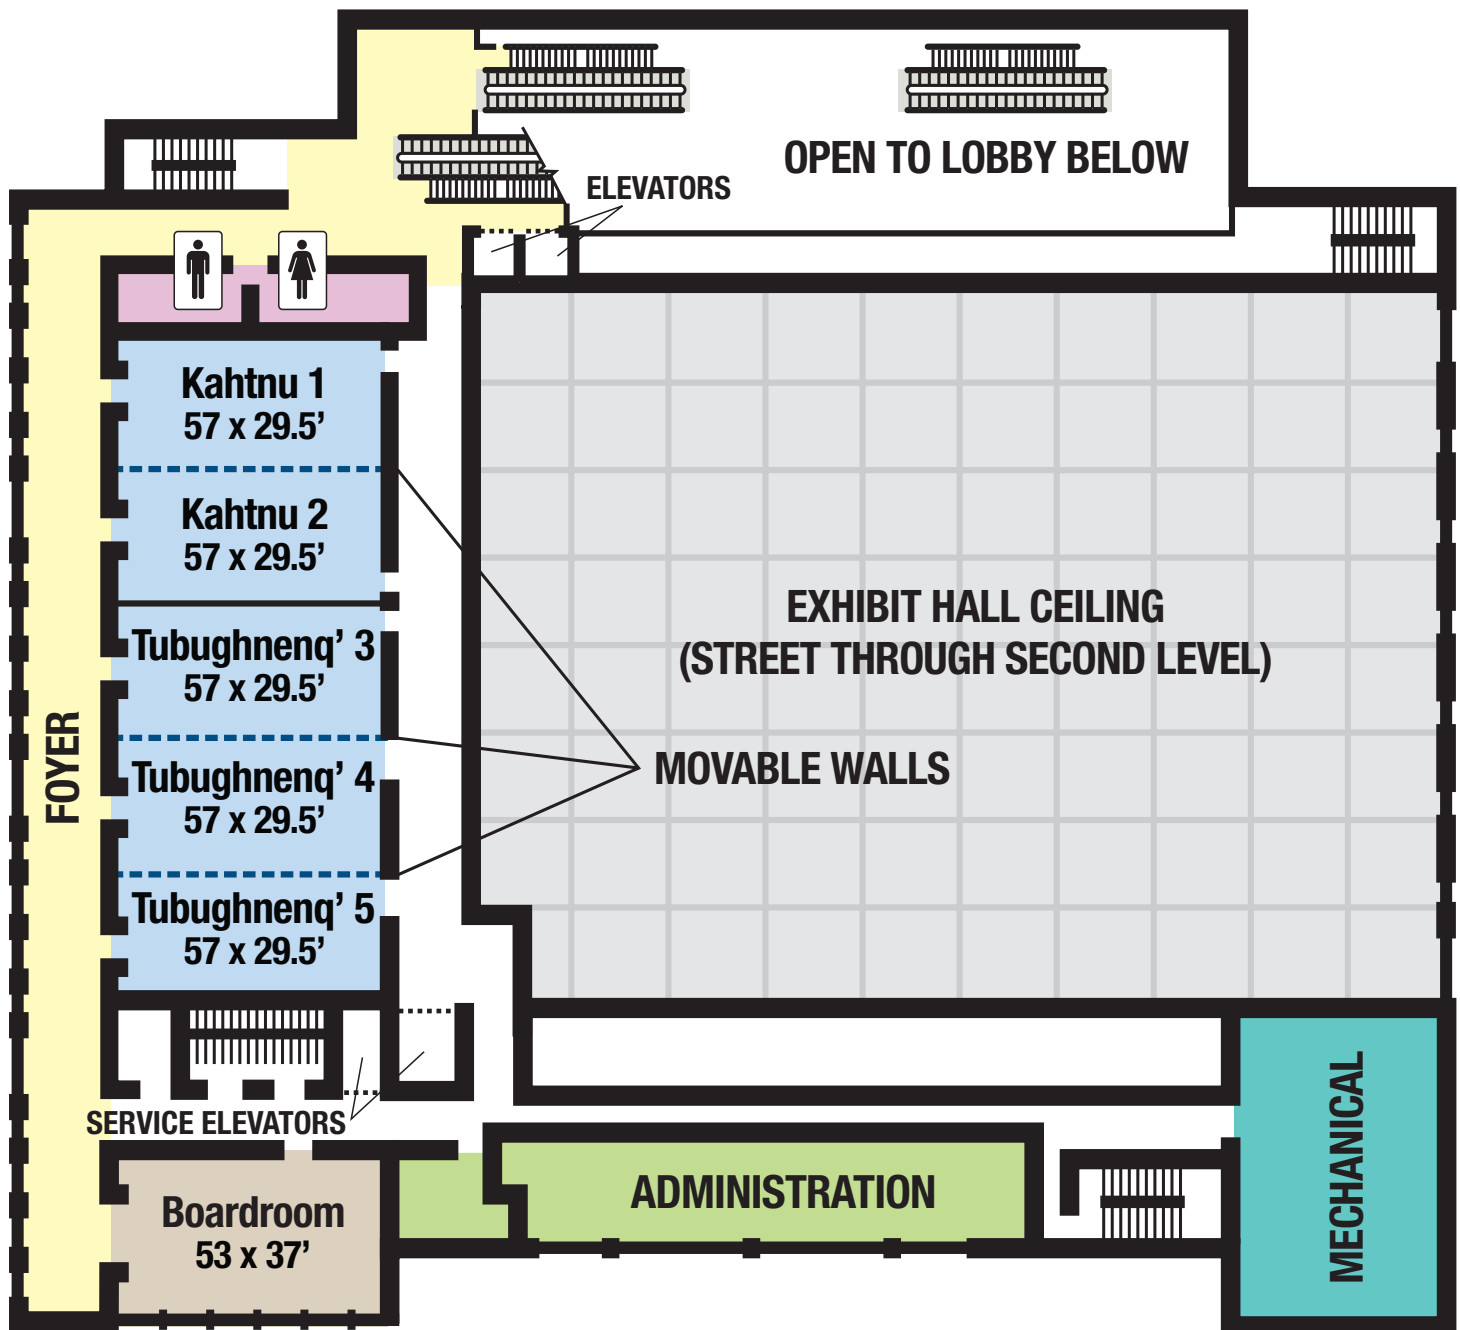 OPEN TO LOBBY BELOW
ELEVATORS
Kahtnu 1
57 x 29.5’
Kahtnu 2
57 x 29.5’
Tubughnenq’ 3
57 x 29.5’
Tubughnenq’ 4
57 x 29.5’
Tubughnenq’ 5
57 x 29.5’
FOYER
EXHIBIT HALL CEILING
(STREET THROUGH SECOND LEVEL)
MOVABLE WALLS
SERVICE ELEVATORS
Boardroom
53 x 37’
ADMINISTRATION
MECHANICAL